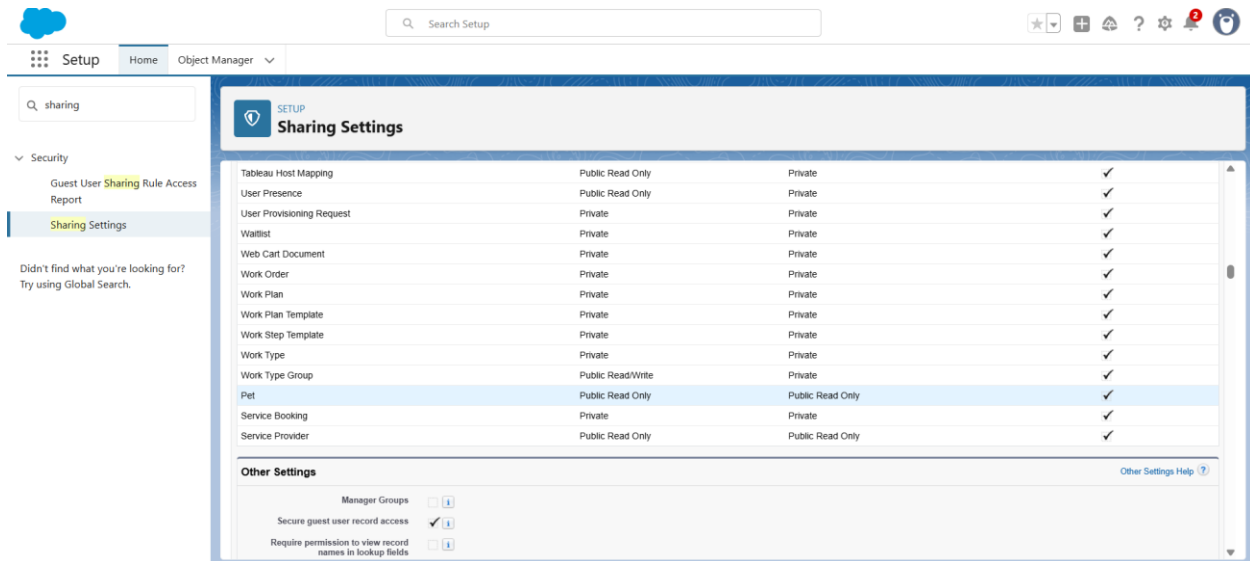 Search Setup
2
Setup
Home
Object Manager
sharing
Security
Guest User Sharing Rule Access
Report
Sharing Settings
Didn't find what you're looking for?
Try using Global Search.
SETUP
Sharing Settings
Tableau Host Mapping Public Read Only Private
User Presence Public Read Only Private
User Provisioning Request Private Private
Waitlist Private Private
Web Cart Document Private Private
Work Order Private Private
Work Plan Private Private
Work Plan Template Private Private
Work Step Template Private Private
Work Type Private Private
Work Type Group Public Read/Write Private
Pet Public Read Only Public Read Only
Service Booking Private Private
Service Provider Public Read Only Public Read Only
Other Settings
Other Settings Help ?
Manager Groups i
Secure guest user record access i
Require permission to view record
names in lookup fields i